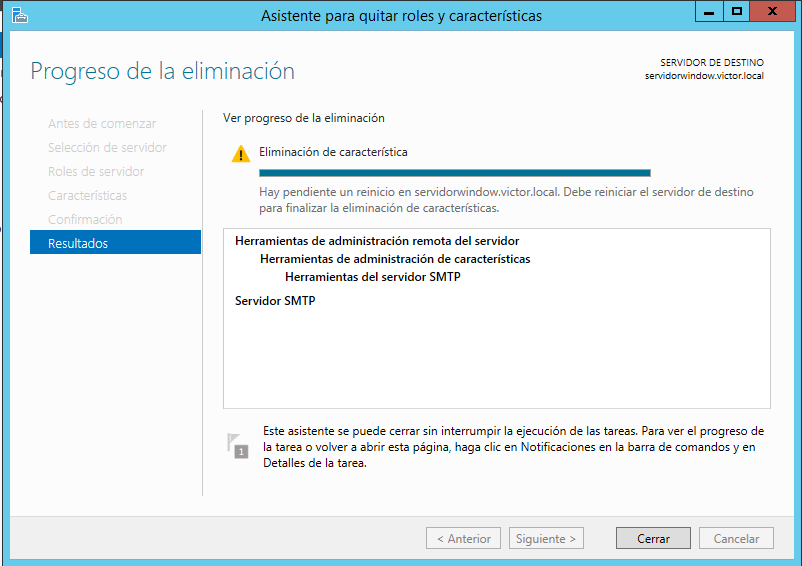 Asistente para quitar roles y características
Progreso de la eliminación
SERVIDOR DE DESTINO
servidorwindow.victor.local
Antes de comenzar
Selección de servidor
Roles de servidor
Características
Confirmación
Resultados
Ver progreso de la eliminación
Eliminación de característica
Hay pendiente un reinicio en servidorwindow.victor.local. Debe reiniciar el servidor de destino
para finalizar la eliminación de características.
Herramientas de administración remota del servidor
Herramientas de administración de características
Herramientas del servidor SMTP
Servidor SMTP
1
Este asistente se puede cerrar sin interrumpir la ejecución de las tareas. Para ver el progreso de
la tarea o volver a abrir esta página, haga clic en Notificaciones en la barra de comandos y en
Detalles de la tarea.
< Anterior
Siguiente >
Cerrar
Cancelar